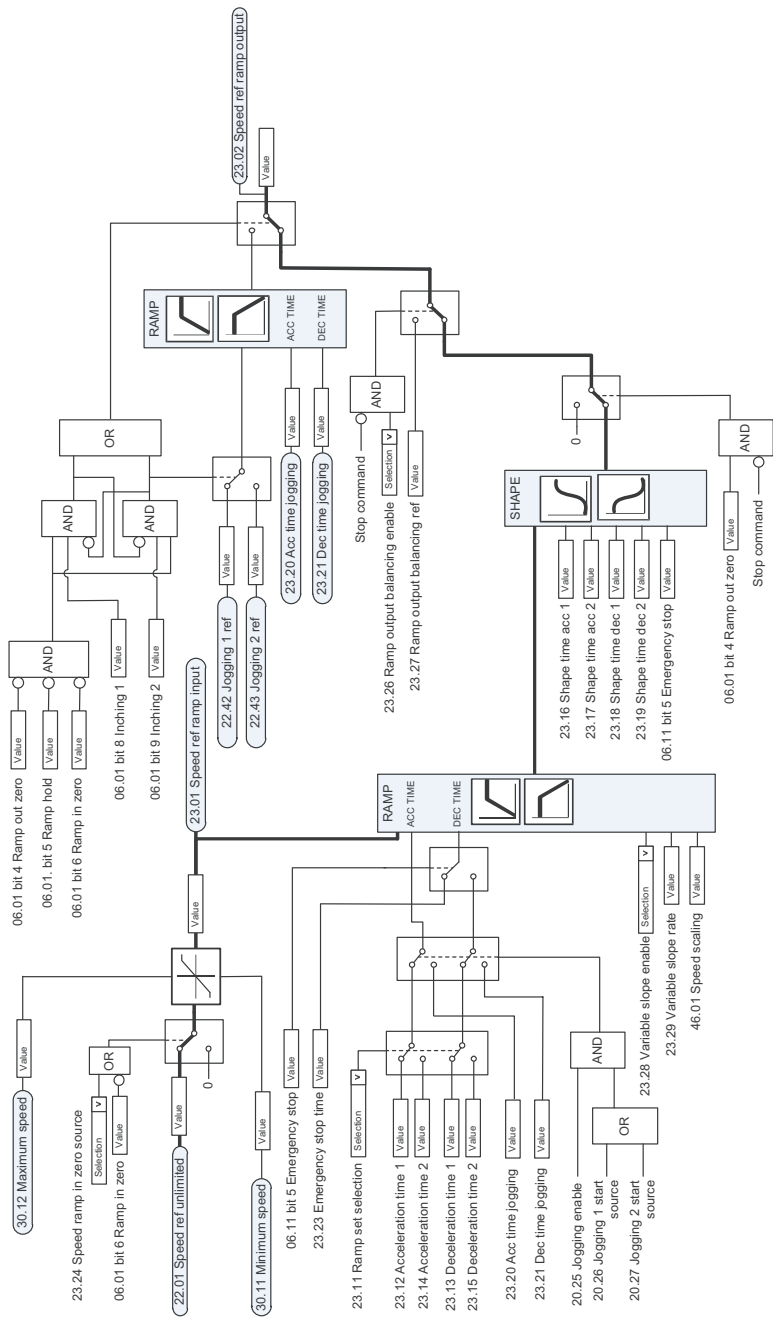 30.12 Maximum speed
Value
23.24 Speed ramp in zero source
Selection
v
06.01 bit 6 Ramp in zero
Value
OR
22.01 Speed ref unlimited
Value
0
30.11 Minimum speed
Value
Value
23.01 Speed ref ramp input
06.01 bit 4 Ramp out zero
Value
06.01. bit 5 Ramp hold
Value
06.01 bit 6 Ramp in zero
Value
AND
06.01 bit 8 Inching 1
Value
06.01 bit 9 Inching 2
Value
AND
AND
OR
22.42 Jogging 1 ref
Value
22.43 Jogging 2 ref
Value
23.20 Acc time jogging
Value
23.21 Dec time jogging
Value
RAMP
ACC TIME
DEC TIME
23.02 Speed ref ramp output
Value
06.11 bit 5 Emergency stop
Value
23.23 Emergency stop time
Value
23.11 Ramp set selection
Selection
v
23.12 Acceleration time 1
Value
23.14 Acceleration time 2
Value
23.13 Deceleration time 1
Value
23.15 Deceleration time 2
Value
23.20 Acc time jogging
Value
23.21 Dec time jogging
Value
20.25 Jogging enable
20.26 Jogging 1 start
source
20.27 Jogging 2 start
source
OR
AND
RAMP
ACC TIME
DEC TIME
23.28 Variable slope enable
Selection
v
23.29 Variable slope rate
Value
46.01 Speed scaling
Value
Stop command
AND
23.26 Ramp output balancing enable
Selection
v
23.27 Ramp output balancing ref
Value
SHAPE
23.16 Shape time acc 1
Value
23.17 Shape time acc 2
Value
23.18 Shape time dec 1
Value
23.19 Shape time dec 2
Value
06.11 bit 5 Emergency stop
Value
0
06.01 bit 4 Ramp out zero
Value
Stop command
AND